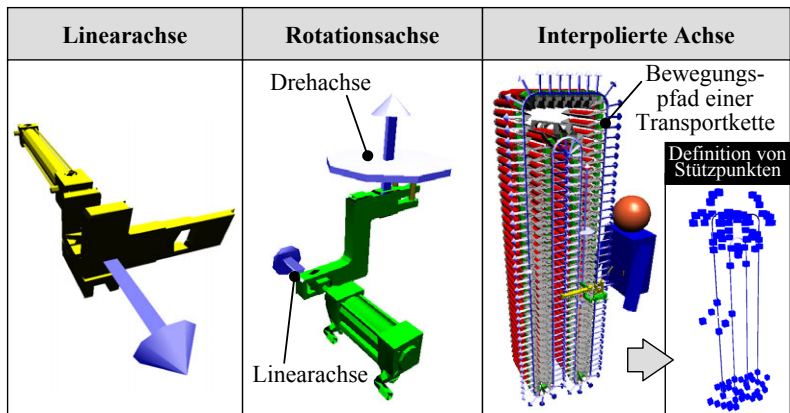 Linearachse
Rotationsachse
Interpolierte Achse
Drehachse
Linearachse
Bewegungs-
pfad einer
Transportkette
Definition von
Stützpunkten